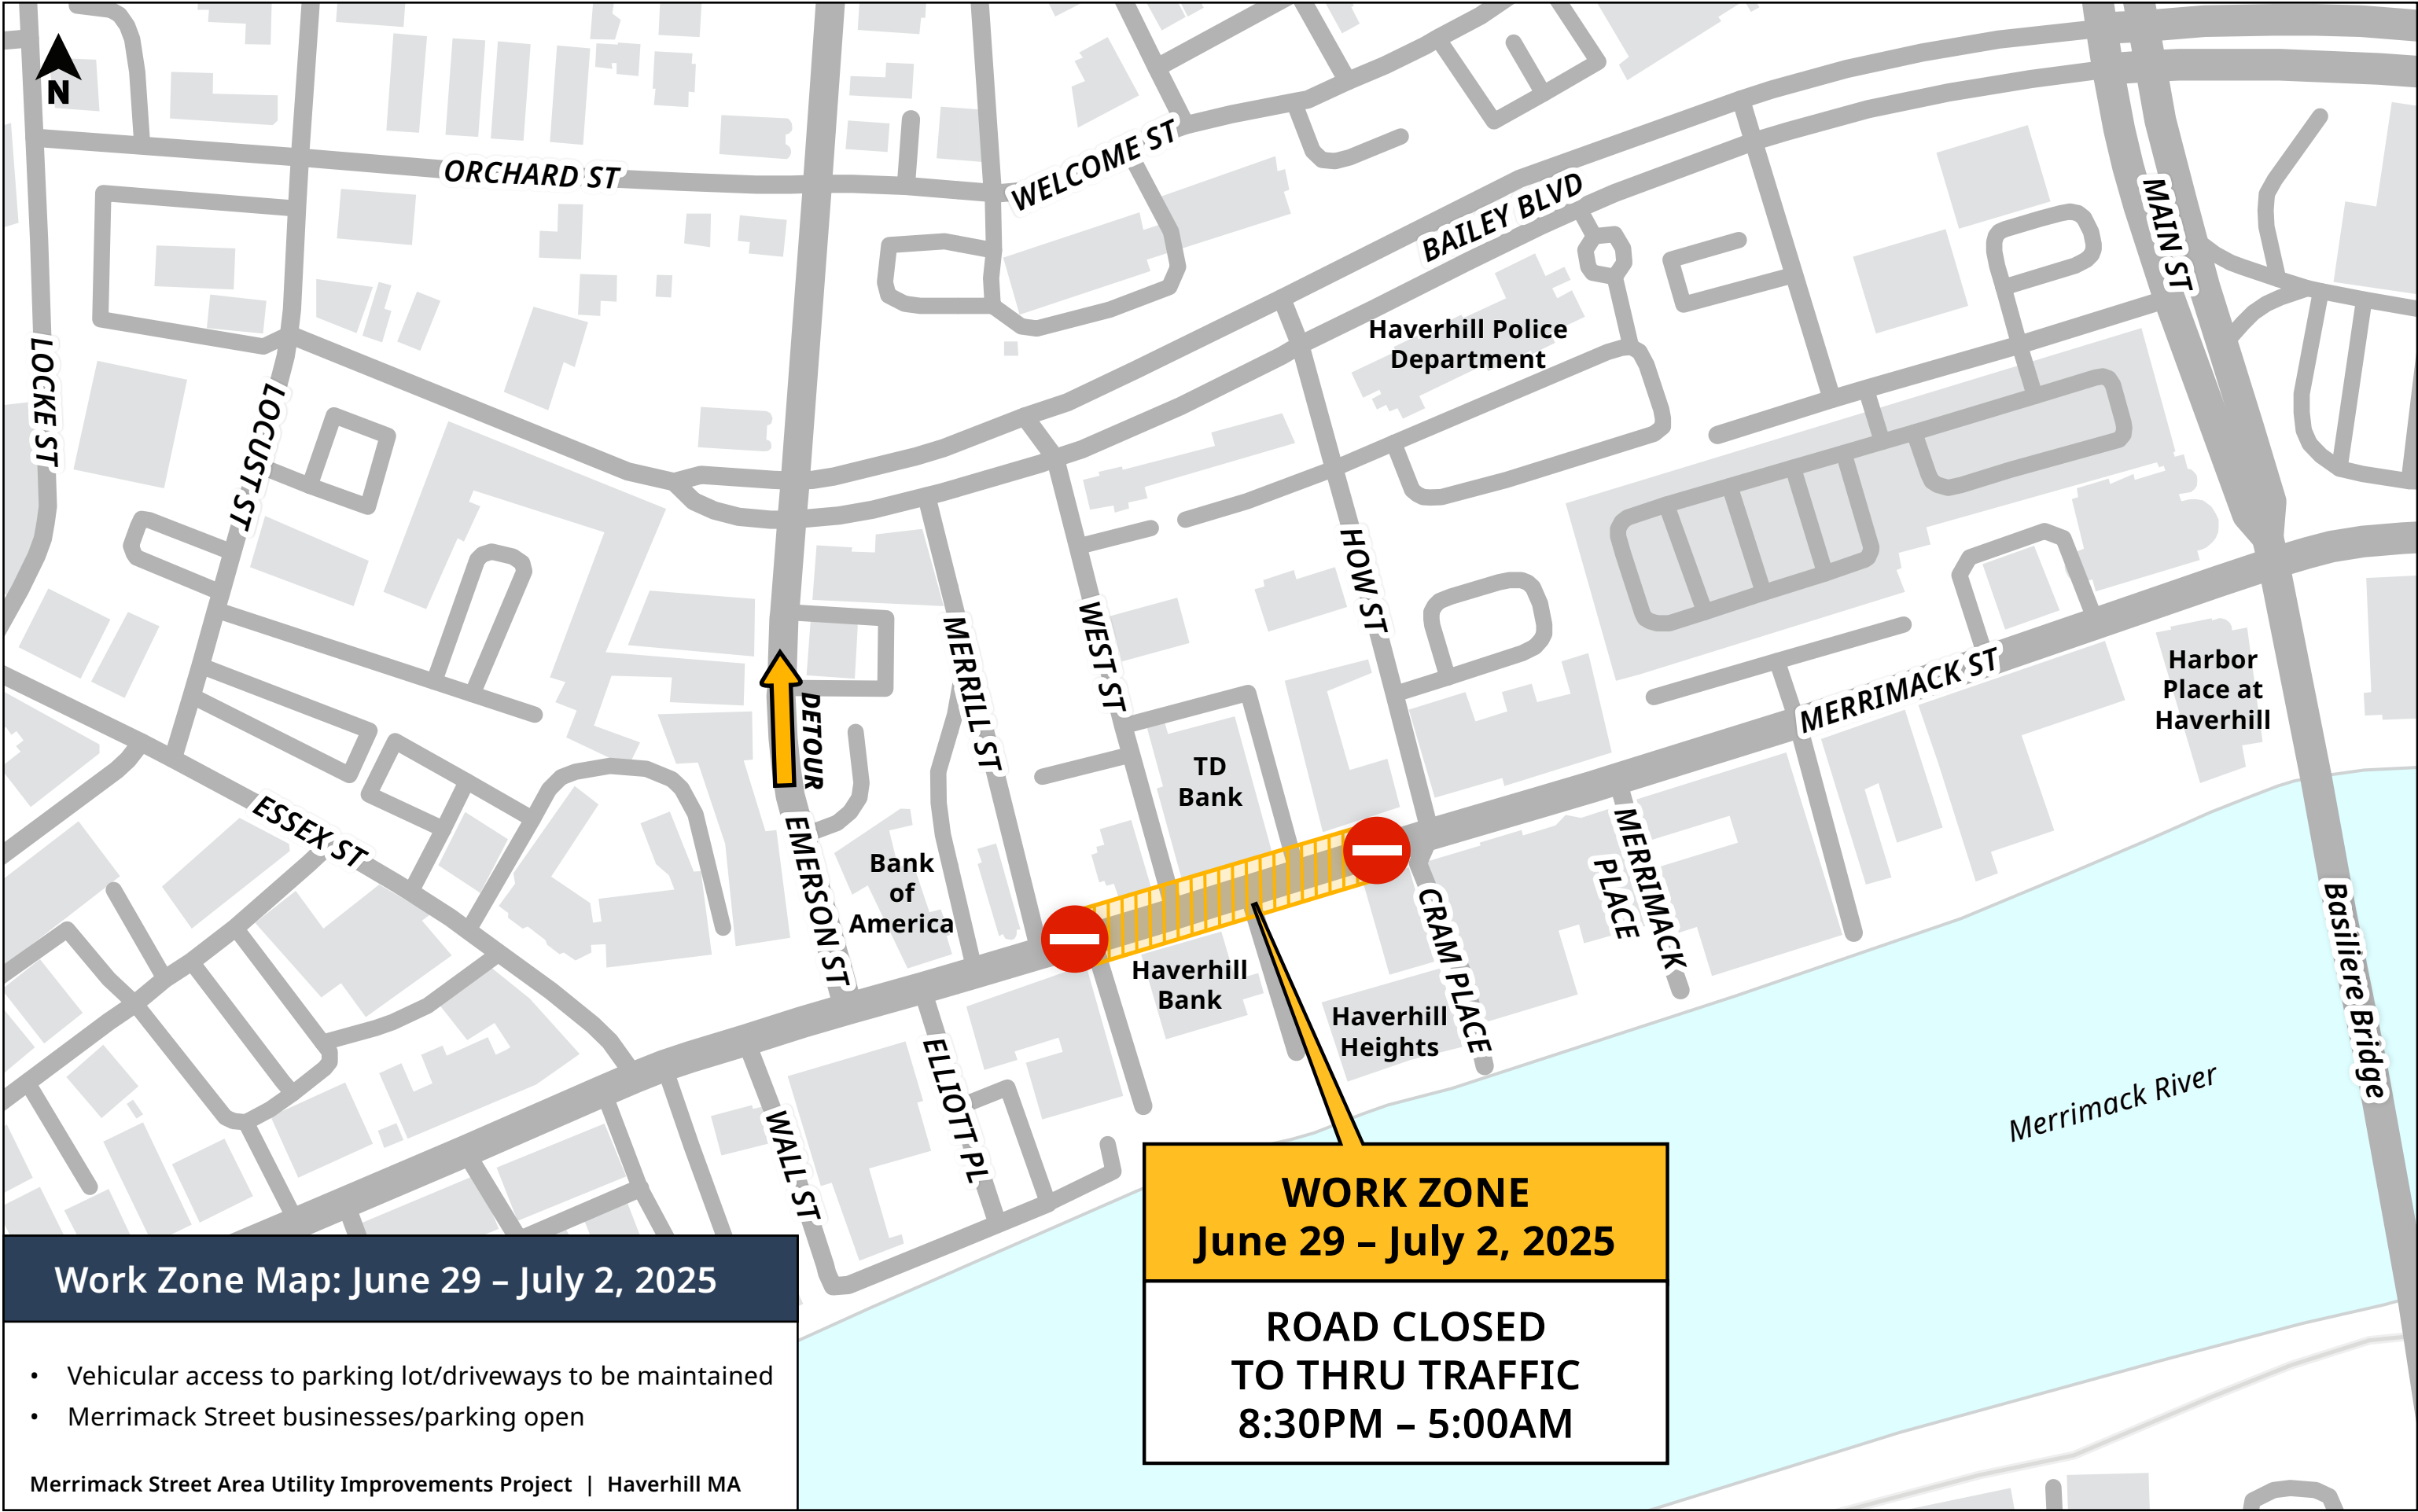 N
ORCHARD ST
WELCOME ST
BAILEY BLVD
MAIN ST
LOCKE ST
LOCUST ST
Haverhill Police
Department
HOW ST
MERRILL ST
WEST ST
DETOUR
MERRIMACK ST
Harbor
Place at
Haverhill
TD
Bank
ESSEX ST
EMERSON ST
Bank
of
America
MERRIMACK
PLACE
CRAM PLACE
Basiliere Bridge
Haverhill
Bank
Haverhill
Heights
ELLIOTT PL
WALL ST
Merrimack River
WORK ZONE
June 29 – July 2, 2025
ROAD CLOSED
TO THRU TRAFFIC
8:30PM – 5:00AM
Work Zone Map: June 29 – July 2, 2025
• Vehicular access to parking lot/driveways to be maintained
• Merrimack Street businesses/parking open
Merrimack Street Area Utility Improvements Project | Haverhill MA